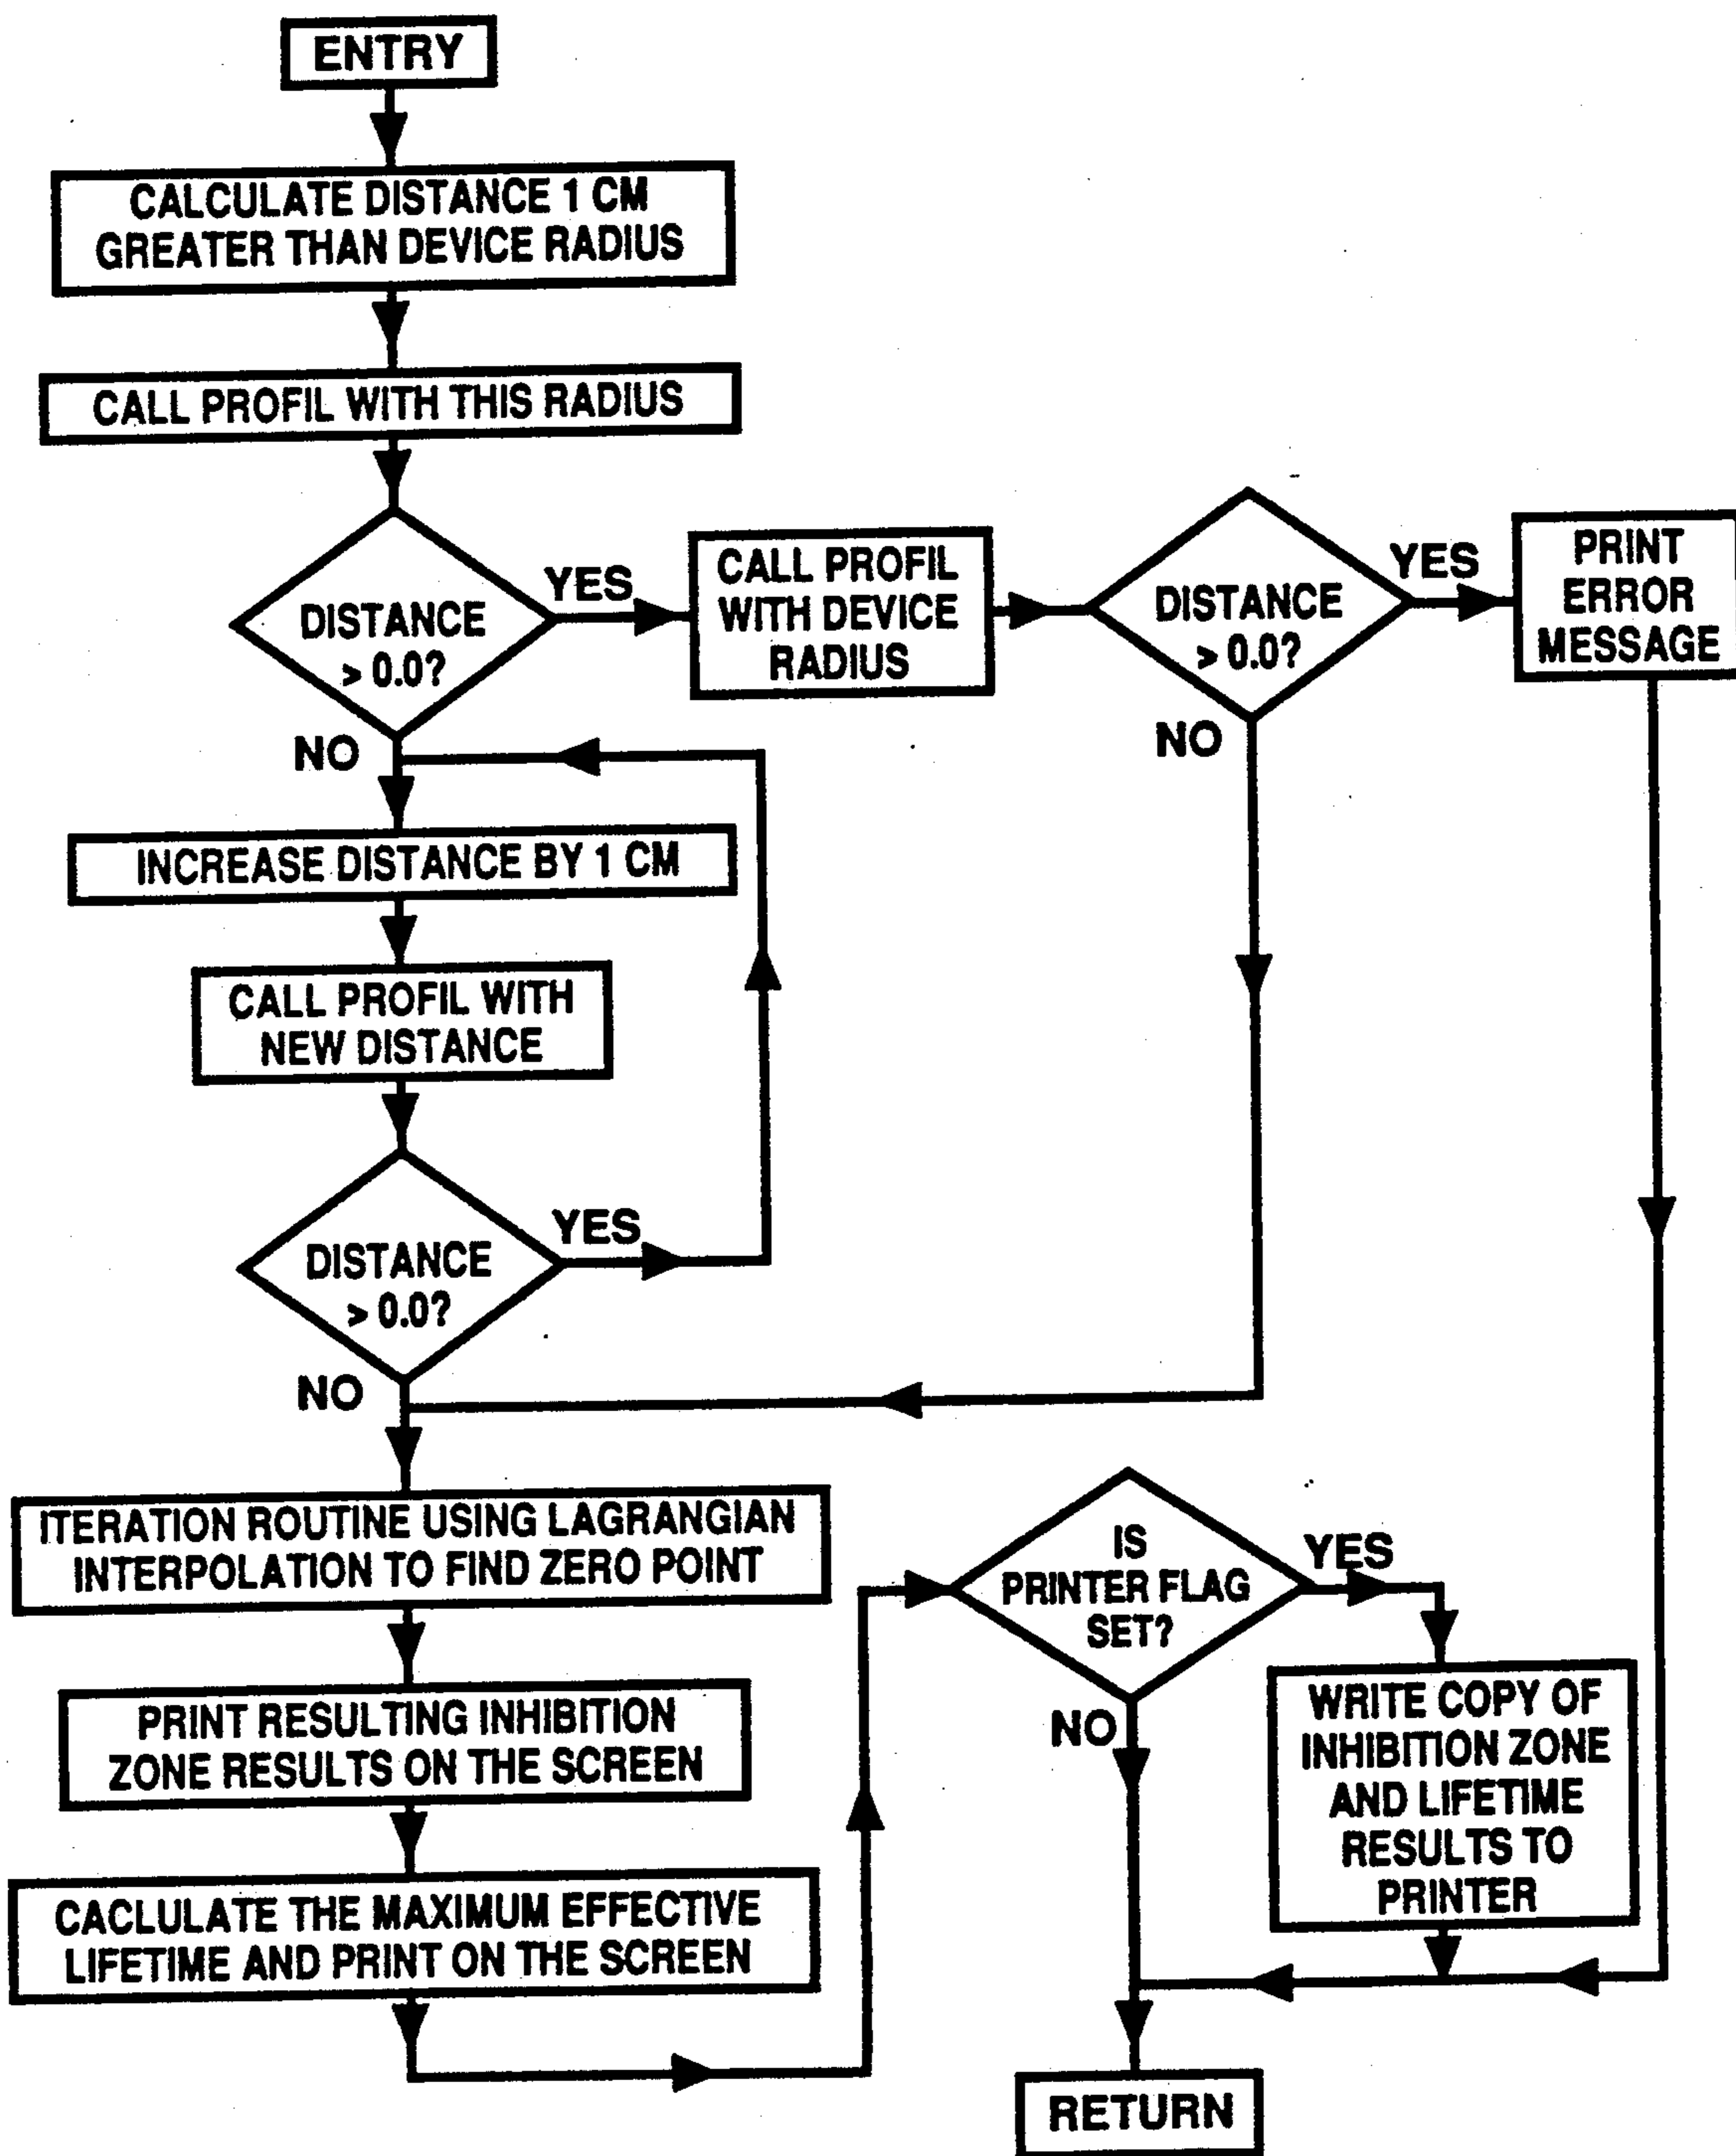 ENTRY
CALCULATE DISTANCE 1 CM
GREATER THAN DEVICE RADIUS
CALL PROFIL WITH THIS RADIUS
DISTANCE
> 0.0?
YES
NO
CALL PROFIL
WITH DEVICE
RADIUS
DISTANCE
> 0.0?
YES
NO
PRINT
ERROR
MESSAGE
INCREASE DISTANCE BY 1 CM
CALL PROFIL WITH
NEW DISTANCE
DISTANCE
> 0.0?
YES
NO
ITERATION ROUTINE USING LAGRANGIAN
INTERPOLATION TO FIND ZERO POINT
PRINT RESULTING INHIBITION
ZONE RESULTS ON THE SCREEN
CACLULATE THE MAXIMUM EFFECTIVE
LIFETIME AND PRINT ON THE SCREEN
IS
PRINTER FLAG
SET?
YES
NO
WRITE COPY OF
INHIBITION ZONE
AND LIFETIME
RESULTS TO
PRINTER
RETURN